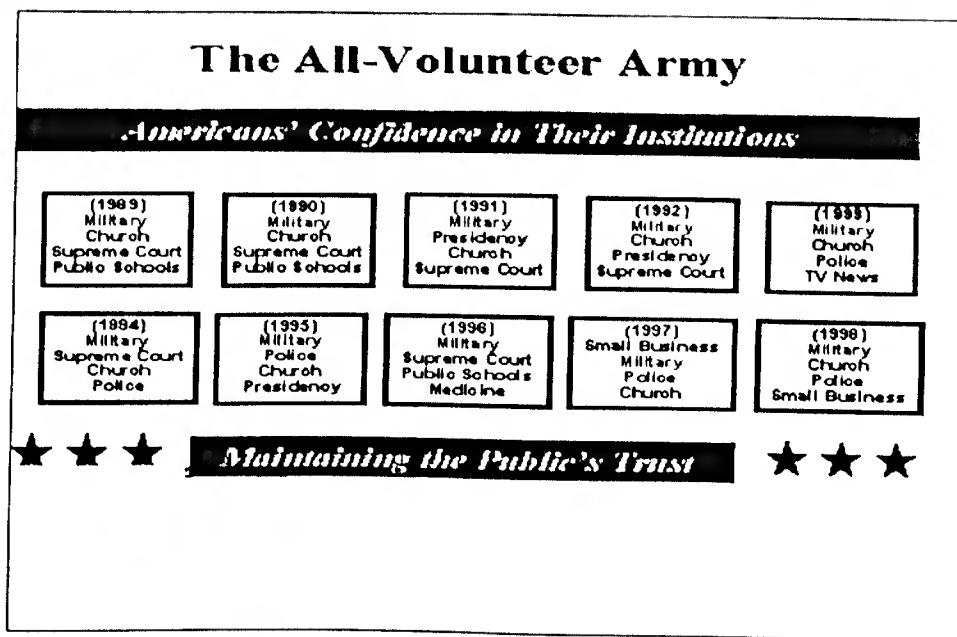 The All-Volunteer Army
Americans' Confidence in Their Institutions
(1989)
Military
Church
Supreme Court
Public Schools
(1990)
Military
Church
Supreme Court
Public Schools
(1991)
Military
Presidency
Church
Supreme Court
(1992)
Military
Church
Presidency
Supreme Court
(1993)
Military
Church
Police
TV News
(1994)
Military
Supreme Court
Church
Police
(1995)
Military
Police
Church
Presidency
(1996)
Military
Supreme Court
Public Schools
Medicine
(1997)
Small Business
Military
Police
Church
(1998)
Military
Church
Police
Small Business
Maintaining the Public's Trust